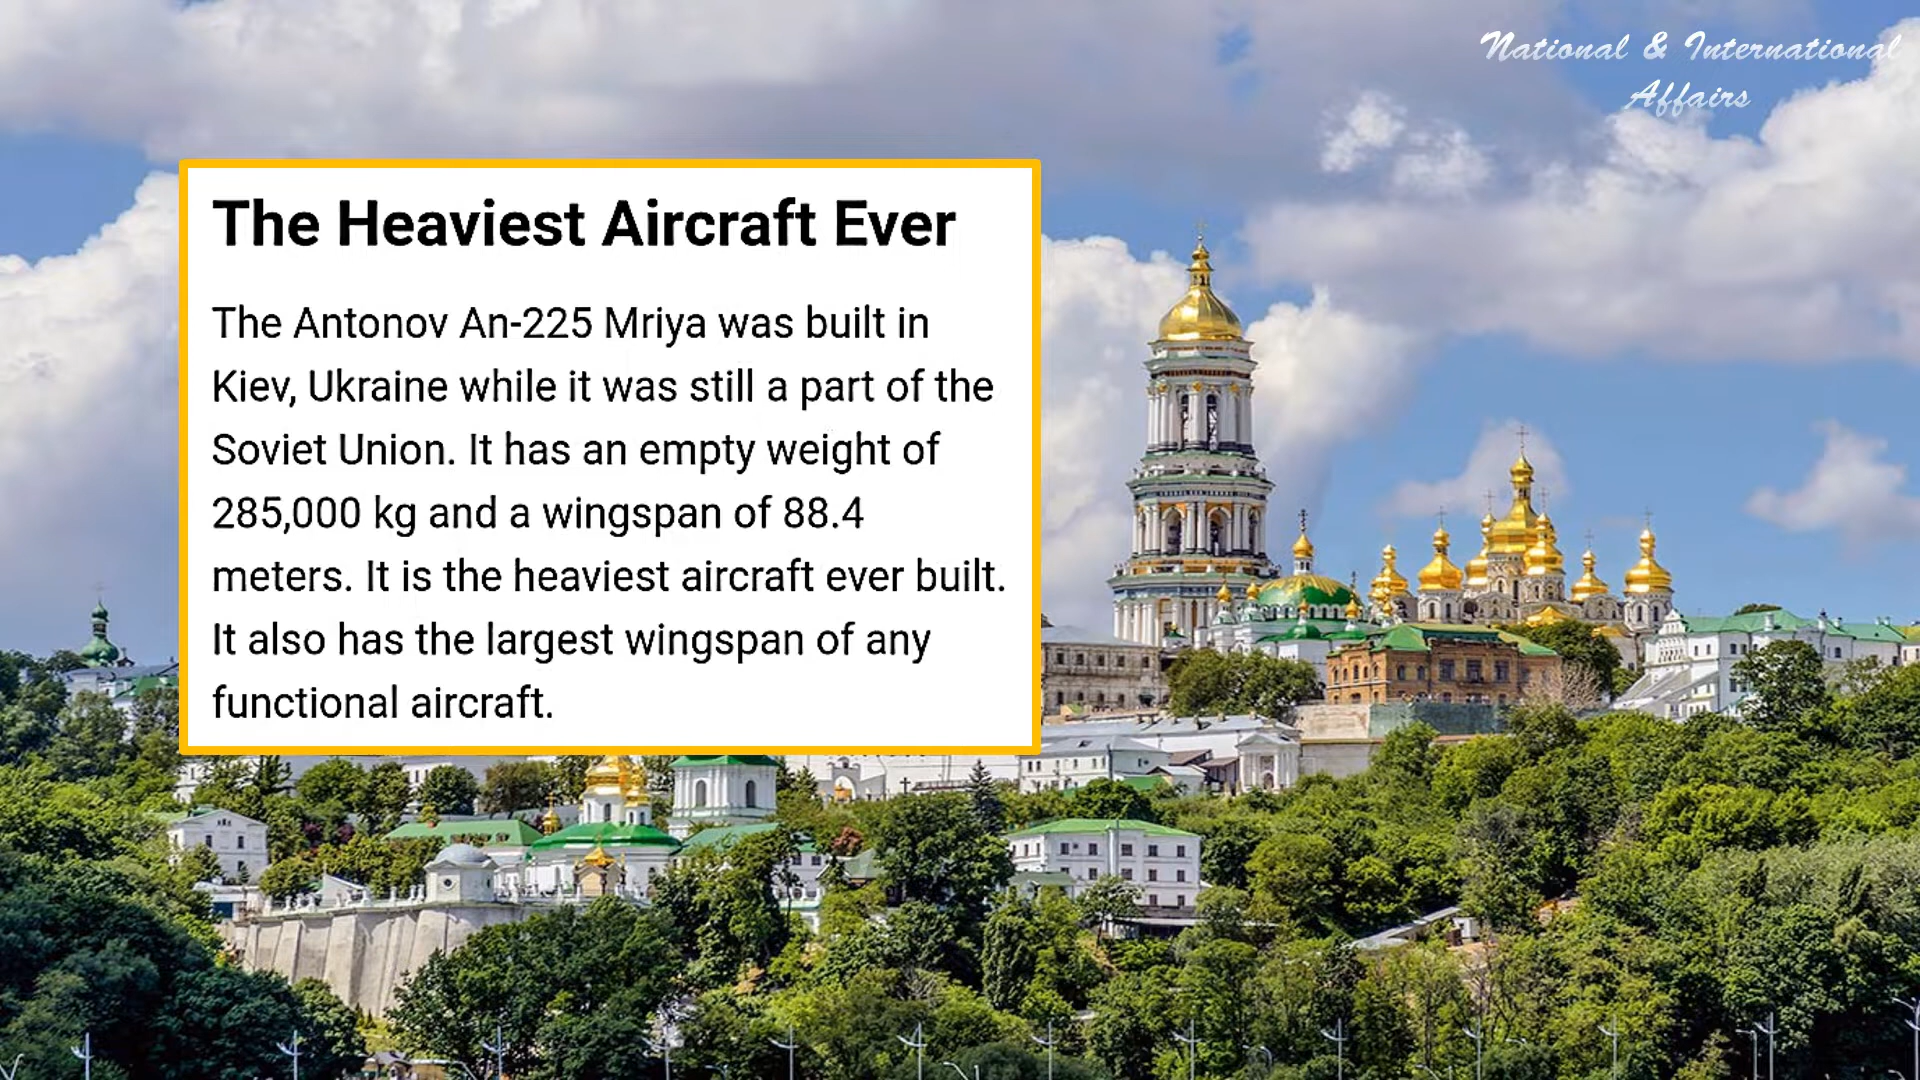 National & International
Affairs
The Heaviest Aircraft Ever
The Antonov An-225 Mriya was built in
Kiev, Ukraine while it was still a part of the
Soviet Union. It has an empty weight of
285,000 kg and a wingspan of 88.4
meters. It is the heaviest aircraft ever built.
It also has the largest wingspan of any
functional aircraft.